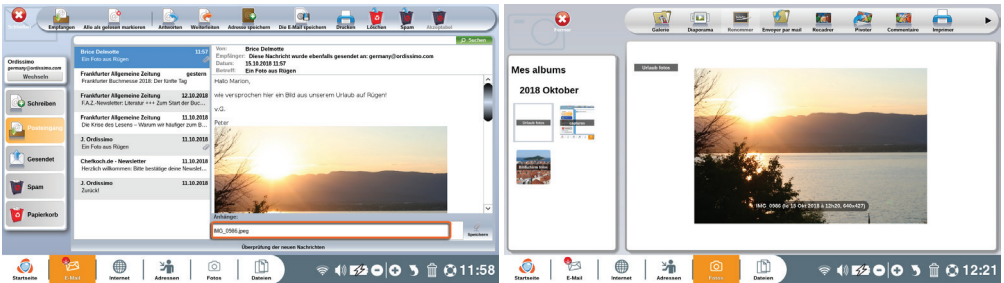 Empfangen Alle als gelesen markieren Antworten Weiterleiten Adresse speichern Die E-Mail speichern Drucken Löschen Spam Akzeptabel
Suchen
Ordissimo
germany@ordissimo.com
Wechseln
Schreiben
Posteingang
Gesendet
Spam
Papierkorb
Brice Delmotte 11:57
Ein Foto aus Rügen
Frankfurter Allgemeine Zeitung gestern
Frankfurter Buchmesse 2018: Der fünfte Tag
Frankfurter Allgemeine Zeitung 12.10.2018
F.A.Z.-Newsletter: Literatur +++ Zum Start der Buc...
Frankfurter Allgemeine Zeitung 11.10.2018
Die Krise des Lesens – Warum wir häufiger zum B...
J. Ordissimo 11.10.2018
Ein Foto aus Rügen
Chefkoch.de - Newsletter 11.10.2018
Herzlich willkommen: Bitte bestätige deine Newslet...
J. Ordissimo 11.10.2018
Zurück!
Von: Brice Delmotte
Empfänger: Diese Nachricht wurde ebenfalls gesendet an: germany@ordissimo.com
Datum: 15.10.2018 11:57
Betreff: Ein Foto aus Rügen
Hallo Marion,
wie versprochen hier ein Bild aus unserem Urlaub auf Rügen!
v.G.
Peter
Anhänge:
IMG_0986.jpeg
Speichern
Überprüfung der neuen Nachrichten
Startseite E-Mail Internet Adressen Fotos Dateien 11:58
Fermer
Galerie Diaporama Renommer Envoyer par mail Recadrer Pivoter Commentaire Imprimer
Mes albums
2018 Oktober
Urlaub fotos
captures
Bildschirm fotos
Urlaub fotos
IMG_0986 (le 15 Okt 2018 à 12h20, 640x427)
Startseite E-Mail Internet Adressen Fotos Dateien 12:21